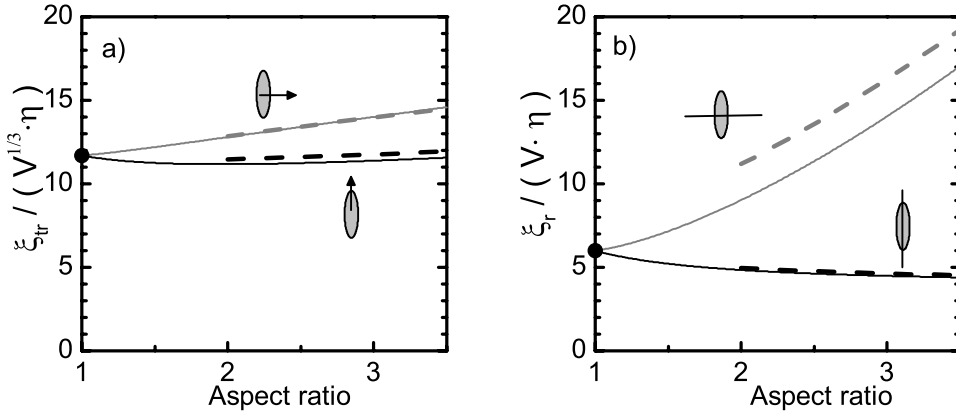 a)
20
15
10
5
0
ξtr / ( V^1/3·η)
1
2
3
Aspect ratio
b)
20
15
10
5
0
ξr / ( V· η)
1
2
3
Aspect ratio